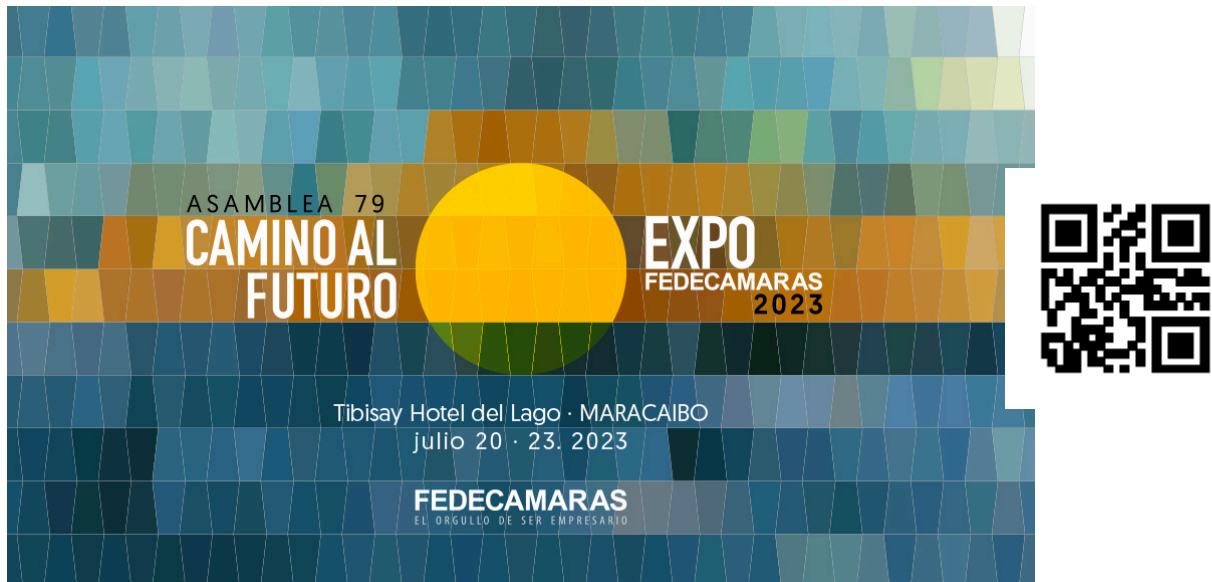 ASAMBLEA 79
CAMINO AL
FUTURO
EXPO
FEDECAMARAS
2023
Tibisay Hotel del Lago · MARACAIBO
julio 20 · 23. 2023
FEDECAMARAS
EL ORGULLO DE SER EMPRESARIO